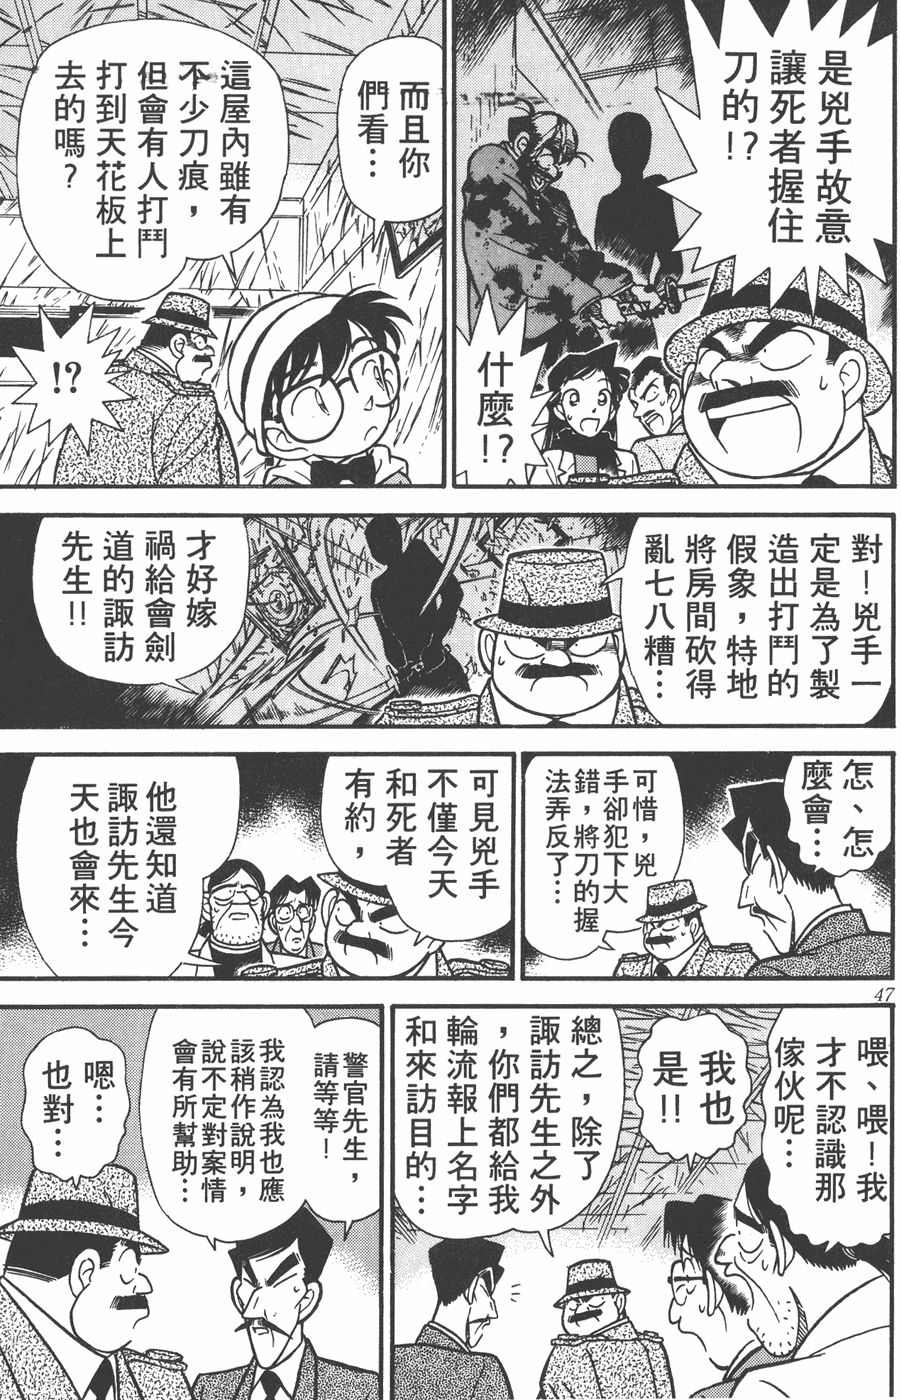 是兇手故意
讓死者握住
刀的!?
什麼!?
而且你
們看…
這屋內雖有
不少刀痕，
但會有人打鬥
打到天花板上
去的嗎?
!?
對!兇手一
定是為了製
造出打鬥的
假象，特地
將房間砍得
亂七八糟…
才好嫁
禍給會劍
道的諏訪
先生!!
怎、怎
麼會…
可惜，兇
手卻犯下大
錯，將刀的握
法弄反了…
可見兇手
不僅今天
和死者
有約，
他還知道
諏訪先生今
天也會來…
47
喂、喂!我
才不認識那
傢伙呢…
我也
是!!
總之，除了
諏訪先生之外
，你們都給我
輪流報上名字
和來訪目的…
警官先生，
請等等!
我認為我也應
該稍作說明，
說不定對案情
會有所幫助…
嗯…
也對…